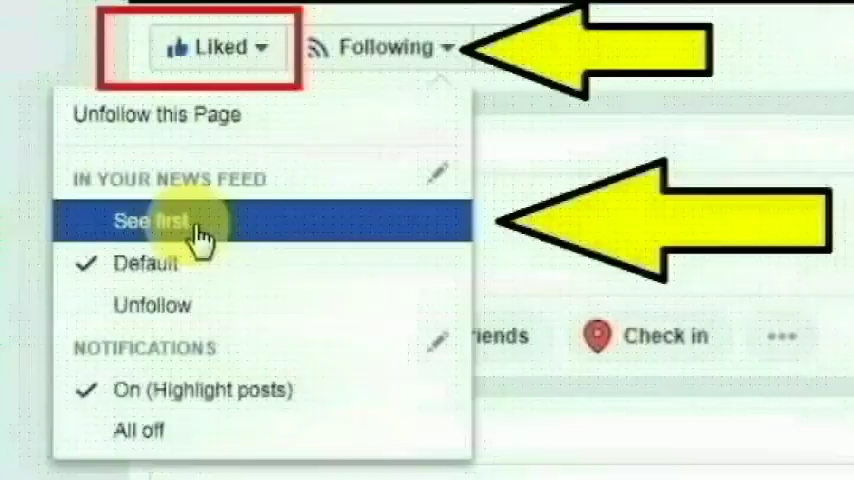 Liked Following
Unfollow this Page
IN YOUR NEWS FEED
See first
Default
Unfollow
riends Check in
NOTIFICATIONS
On (Highlight posts)
All off